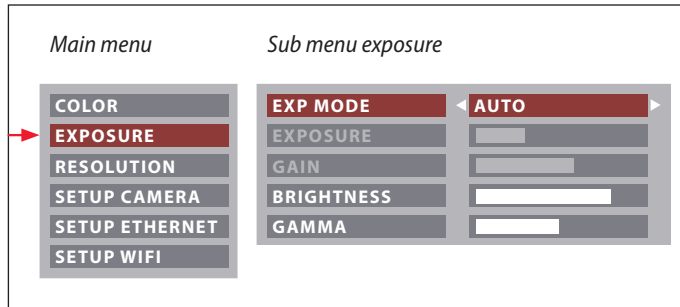 Main menu
Sub menu exposure
COLOR
EXPOSURE
RESOLUTION
SETUP CAMERA
SETUP ETHERNET
SETUP WIFI
EXP MODE AUTO
EXPOSURE
GAIN
BRIGHTNESS
GAMMA